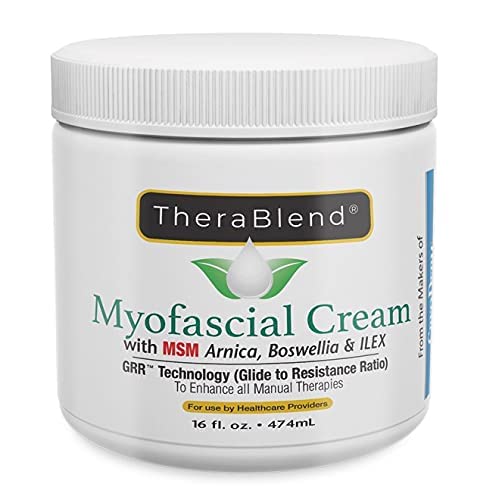 TheraBlend®
Myofascial Cream
with MSM Arnica, Boswellia & ILEX
GRR™ Technology (Glide to Resistance Ratio)
To Enhance all Manual Therapies
For use by Healthcare Providers
16 fl. oz. • 474mL
From the Makers of